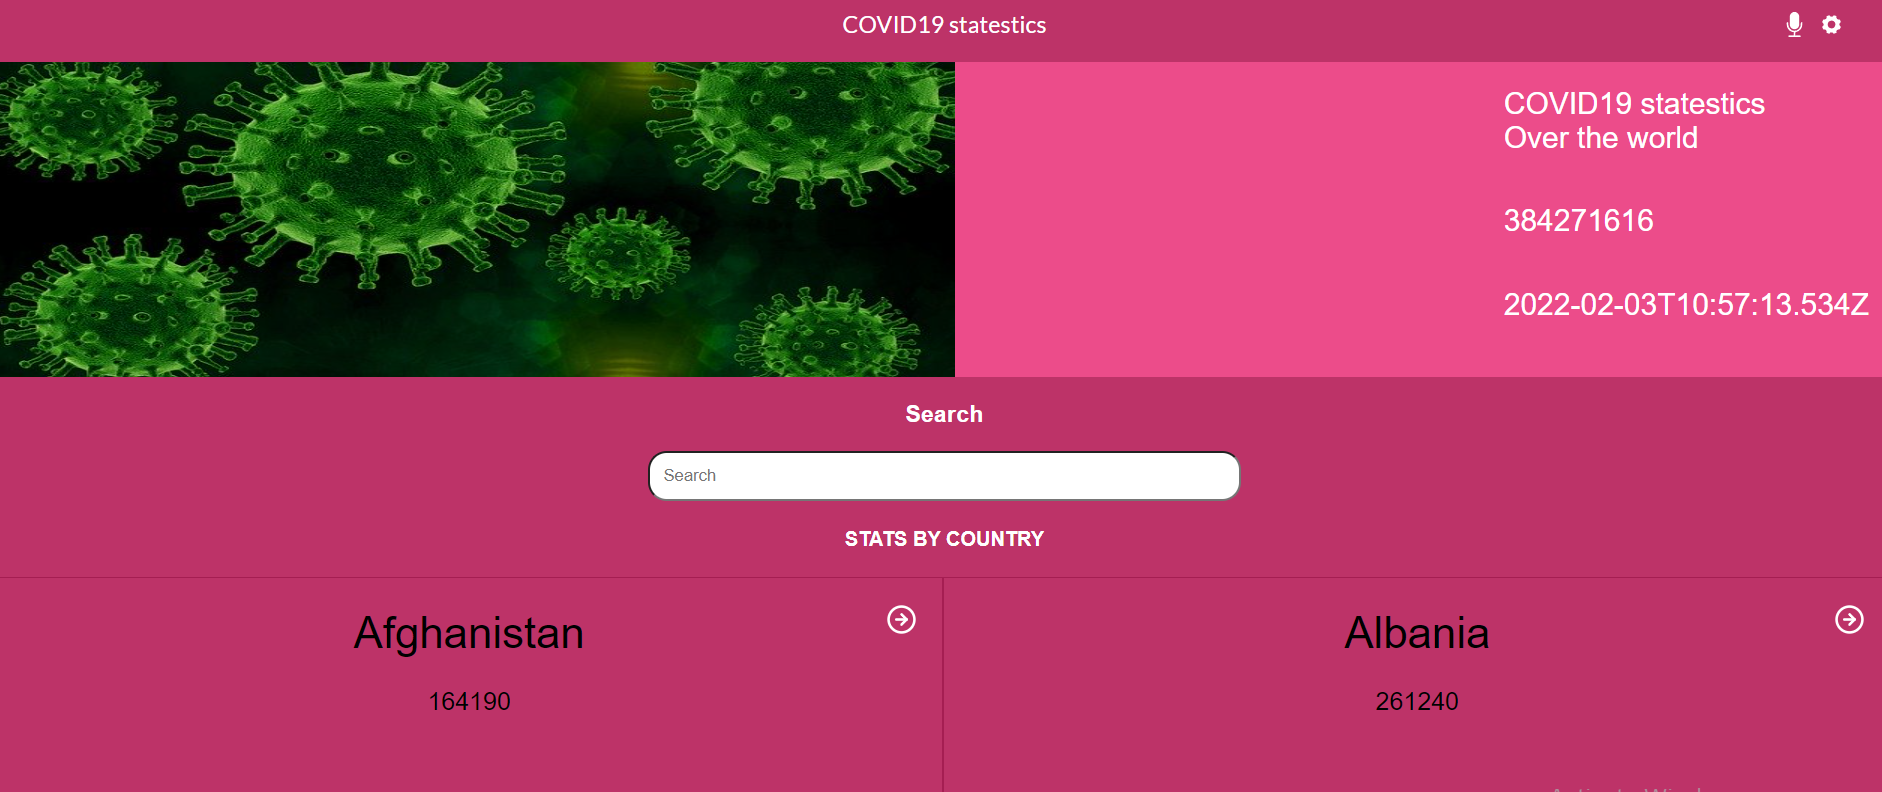 COVID19 statestics
COVID19 statestics
Over the world
384271616
2022-02-03T10:57:13.534Z
Search
Search
STATS BY COUNTRY
Afghanistan
164190
Albania
261240